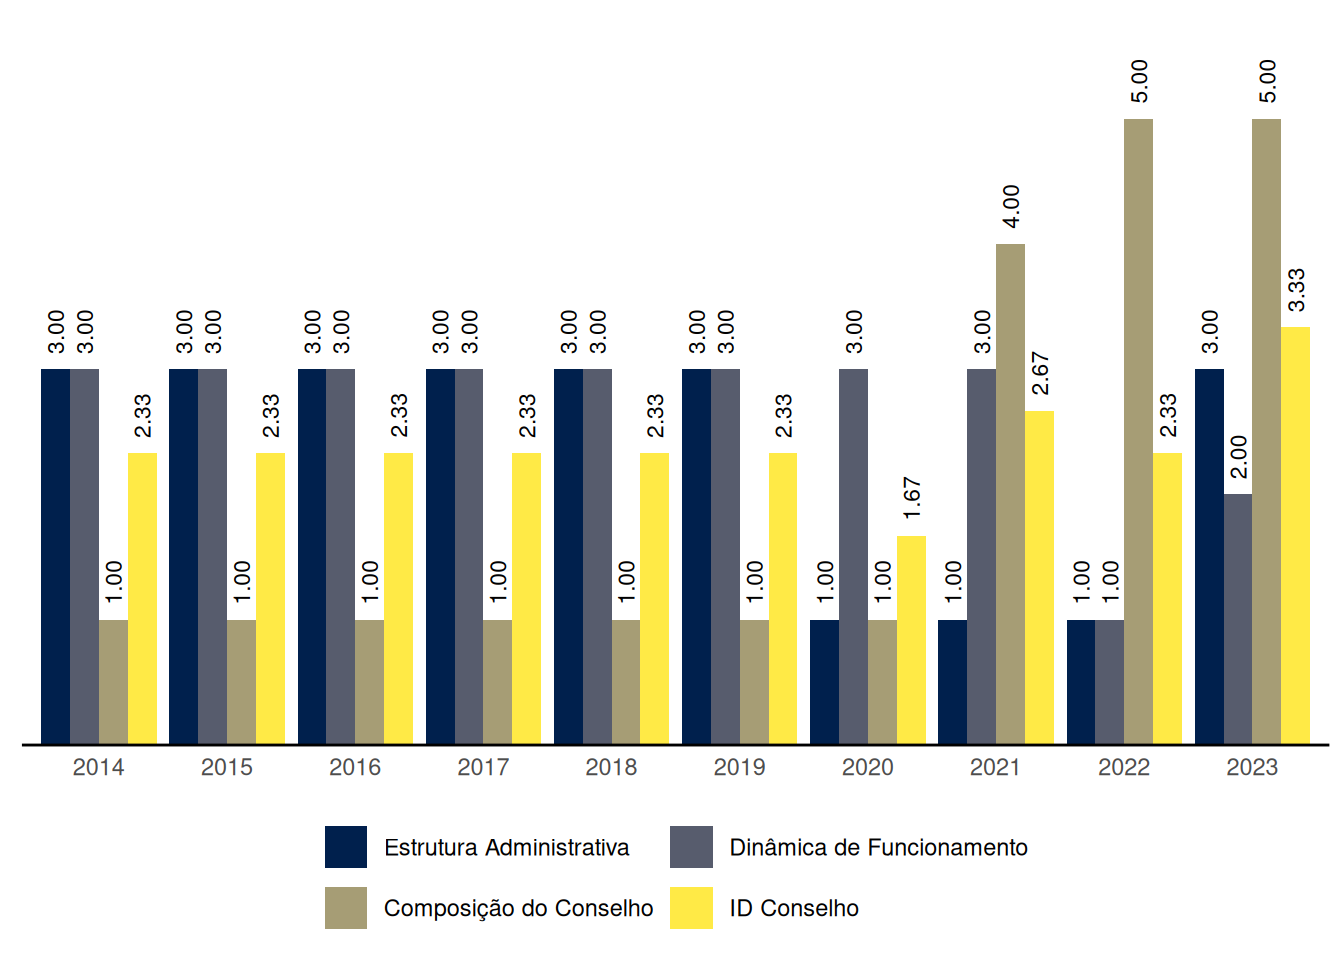 5.00 5.00
4.00
3.33
3.00 3.00 3.00 3.00 3.00 3.00 3.00 3.00 3.00 3.00 3.00 3.00 3.00 3.00 3.00
2.67
2.33 2.33 2.33 2.33 2.33 2.33 2.33
2.00
1.67
1.00 1.00 1.00 1.00 1.00 1.00 1.00 1.00 1.00 1.00 1.00
2014 2015 2016 2017 2018 2019 2020 2021 2022 2023
Estrutura Administrativa Dinâmica de Funcionamento
Composição do Conselho ID Conselho